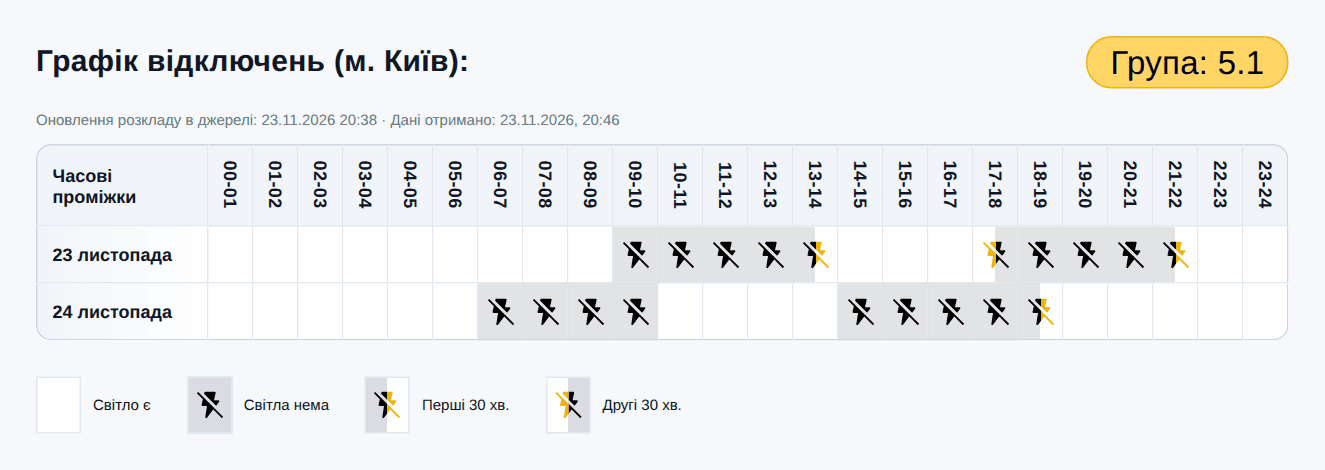 Графік відключень (м. Київ):
Група: 5.1
Оновлення розкладу в джерелі: 23.11.2026 20:38 · Дані отримано: 23.11.2026, 20:46
Часові
проміжки
00-01
01-02
02-03
03-04
04-05
05-06
06-07
07-08
08-09
09-10
10-11
11-12
12-13
13-14
14-15
15-16
16-17
17-18
18-19
19-20
20-21
21-22
22-23
23-24
23 листопада
24 листопада
Світло є
Світла нема
Перші 30 хв.
Другі 30 хв.